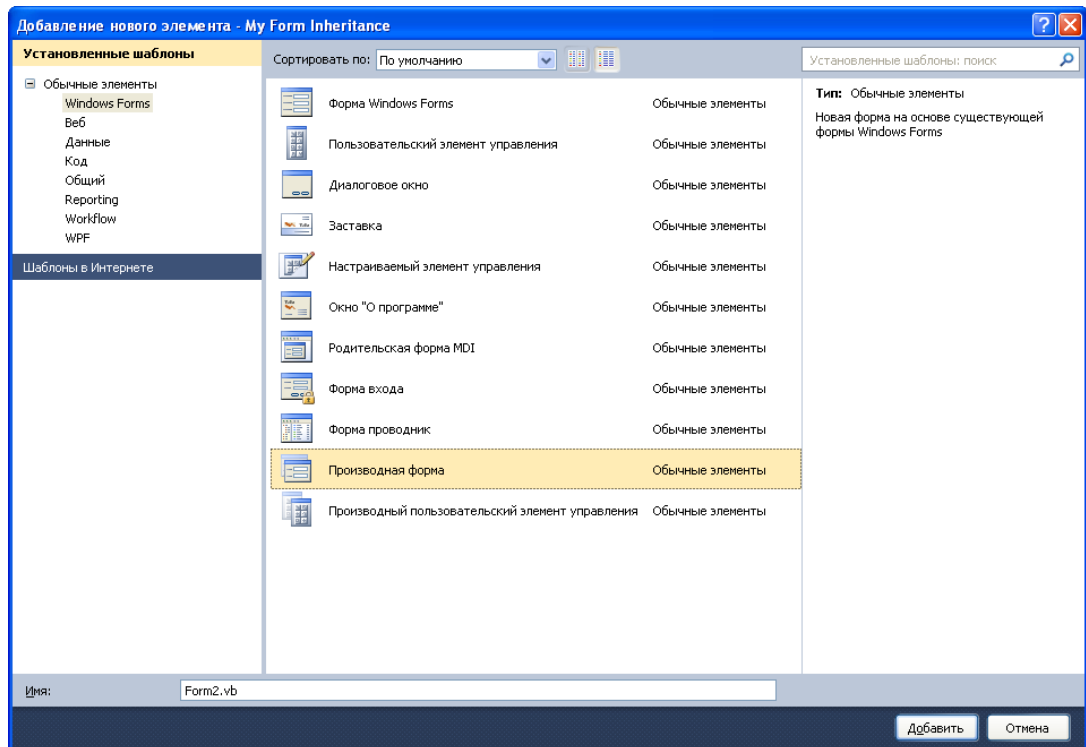 Добавление нового элемента - My Form Inheritance
Установленные шаблоны
Обычные элементы
Windows Forms
Веб
Данные
Код
Общий
Reporting
Workflow
WPF
Шаблоны в Интернете
Сортировать по: По умолчанию
Форма Windows Forms Обычные элементы
Пользовательский элемент управления Обычные элементы
Диалоговое окно Обычные элементы
Заставка Обычные элементы
Настраиваемый элемент управления Обычные элементы
Окно "О программе" Обычные элементы
Родительская форма MDI Обычные элементы
Форма входа Обычные элементы
Форма проводник Обычные элементы
Производная форма Обычные элементы
Производный пользовательский элемент управления Обычные элементы
Установленные шаблоны: поиск
Тип: Обычные элементы
Новая форма на основе существующей
формы Windows Forms
Имя: Form2.vb
Добавить Отмена